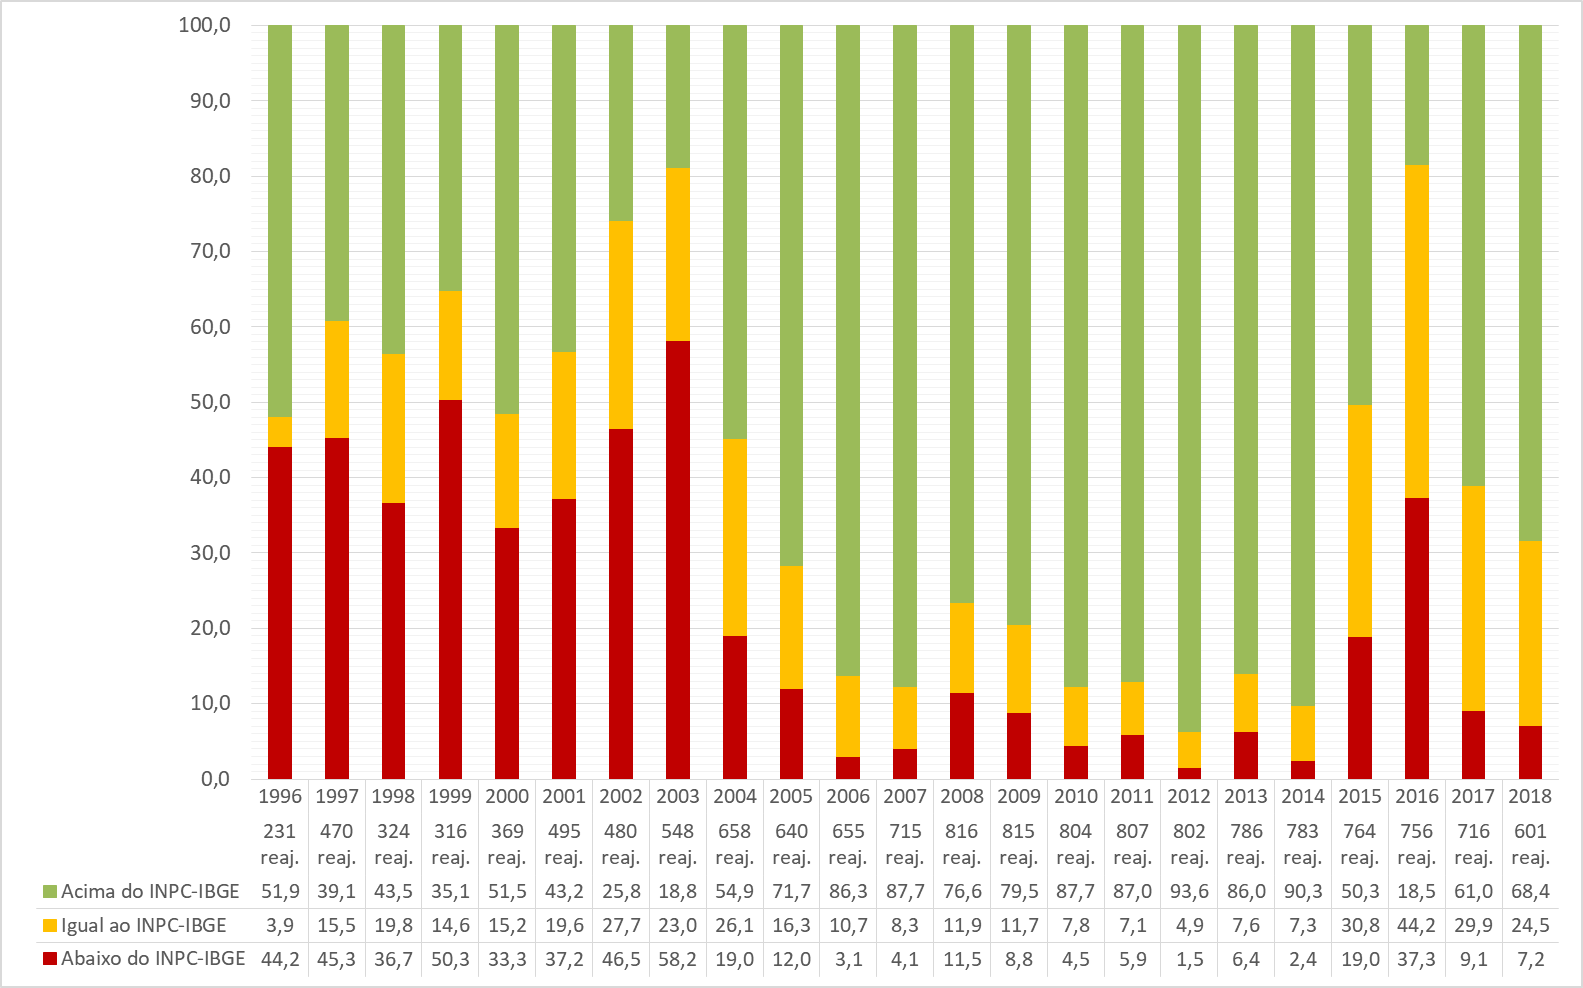 100,0
90,0
80,0
70,0
60,0
50,0
40,0
30,0
20,0
10,0
0,0
1996 1997 1998 1999 2000 2001 2002 2003 2004 2005 2006 2007 2008 2009 2010 2011 2012 2013 2014 2015 2016 2017 2018
231 470 324 316 369 495 480 548 658 640 655 715 816 815 804 807 802 786 783 764 756 716 601
reaj. reaj. reaj. reaj. reaj. reaj. reaj. reaj. reaj. reaj. reaj. reaj. reaj. reaj. reaj. reaj. reaj. reaj. reaj. reaj. reaj. reaj. reaj.
Acima do INPC-IBGE 51,9 39,1 43,5 35,1 51,5 43,2 25,8 18,8 54,9 71,7 86,3 87,7 76,6 79,5 87,7 87,0 93,6 86,0 90,3 50,3 18,5 61,0 68,4
Igual ao INPC-IBGE 3,9 15,5 19,8 14,6 15,2 19,6 27,7 23,0 26,1 16,3 10,7 8,3 11,9 11,7 7,8 7,1 4,9 7,6 7,3 30,8 44,2 29,9 24,5
Abaixo do INPC-IBGE 44,2 45,3 36,7 50,3 33,3 37,2 46,5 58,2 19,0 12,0 3,1 4,1 11,5 8,8 4,5 5,9 1,5 6,4 2,4 19,0 37,3 9,1 7,2